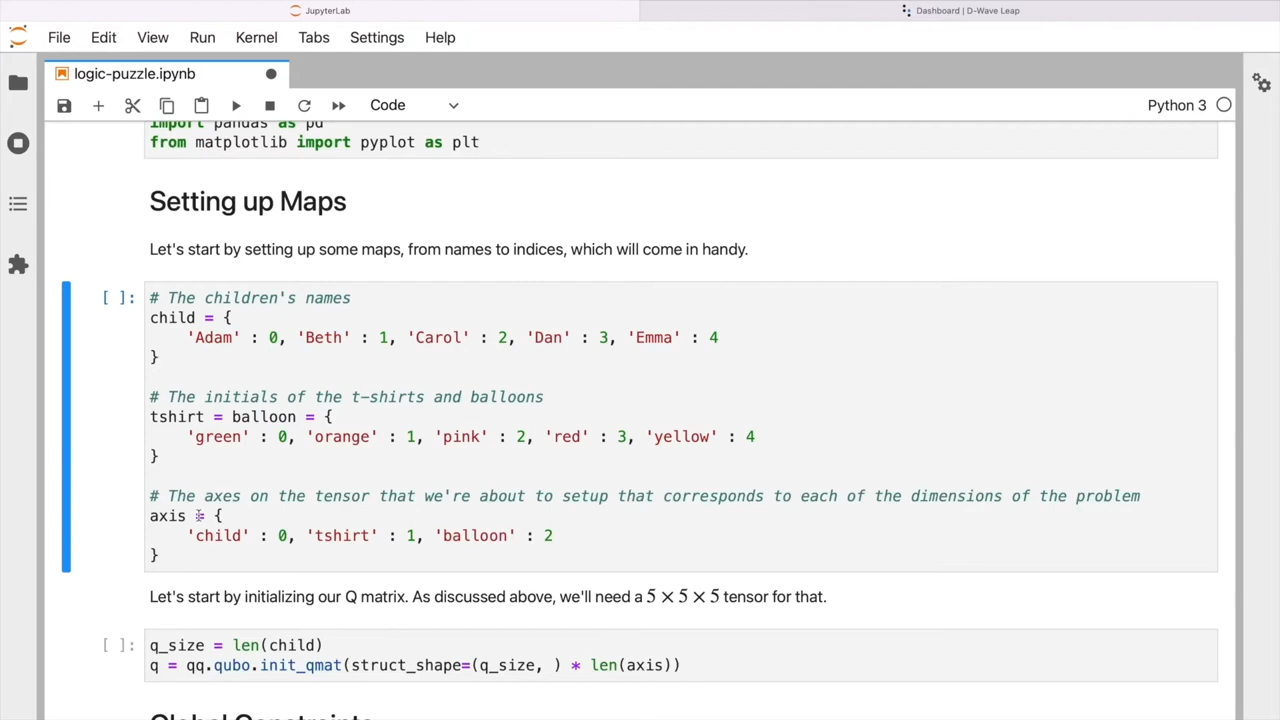 JupyterLab
Dashboard | D-Wave Leap
File Edit View Run Kernel Tabs Settings Help
logic-puzzle.ipynb
Code
Python 3
import pandas as pd
from matplotlib import pyplot as plt
Setting up Maps
Let's start by setting up some maps, from names to indices, which will come in handy.
[ ]:
# The children's names
child = {
'Adam' : 0, 'Beth' : 1, 'Carol' : 2, 'Dan' : 3, 'Emma' : 4
}
# The initials of the t-shirts and balloons
tshirt = balloon = {
'green' : 0, 'orange' : 1, 'pink' : 2, 'red' : 3, 'yellow' : 4
}
# The axes on the tensor that we're about to setup that corresponds to each of the dimensions of the problem
axis = {
'child' : 0, 'tshirt' : 1, 'balloon' : 2
}
Let's start by initializing our Q matrix. As discussed above, we'll need a 5 × 5 × 5 tensor for that.
[ ]:
q_size = len(child)
q = qq.qubo.init_qmat(struct_shape=(q_size, ) * len(axis))
Global Constraints